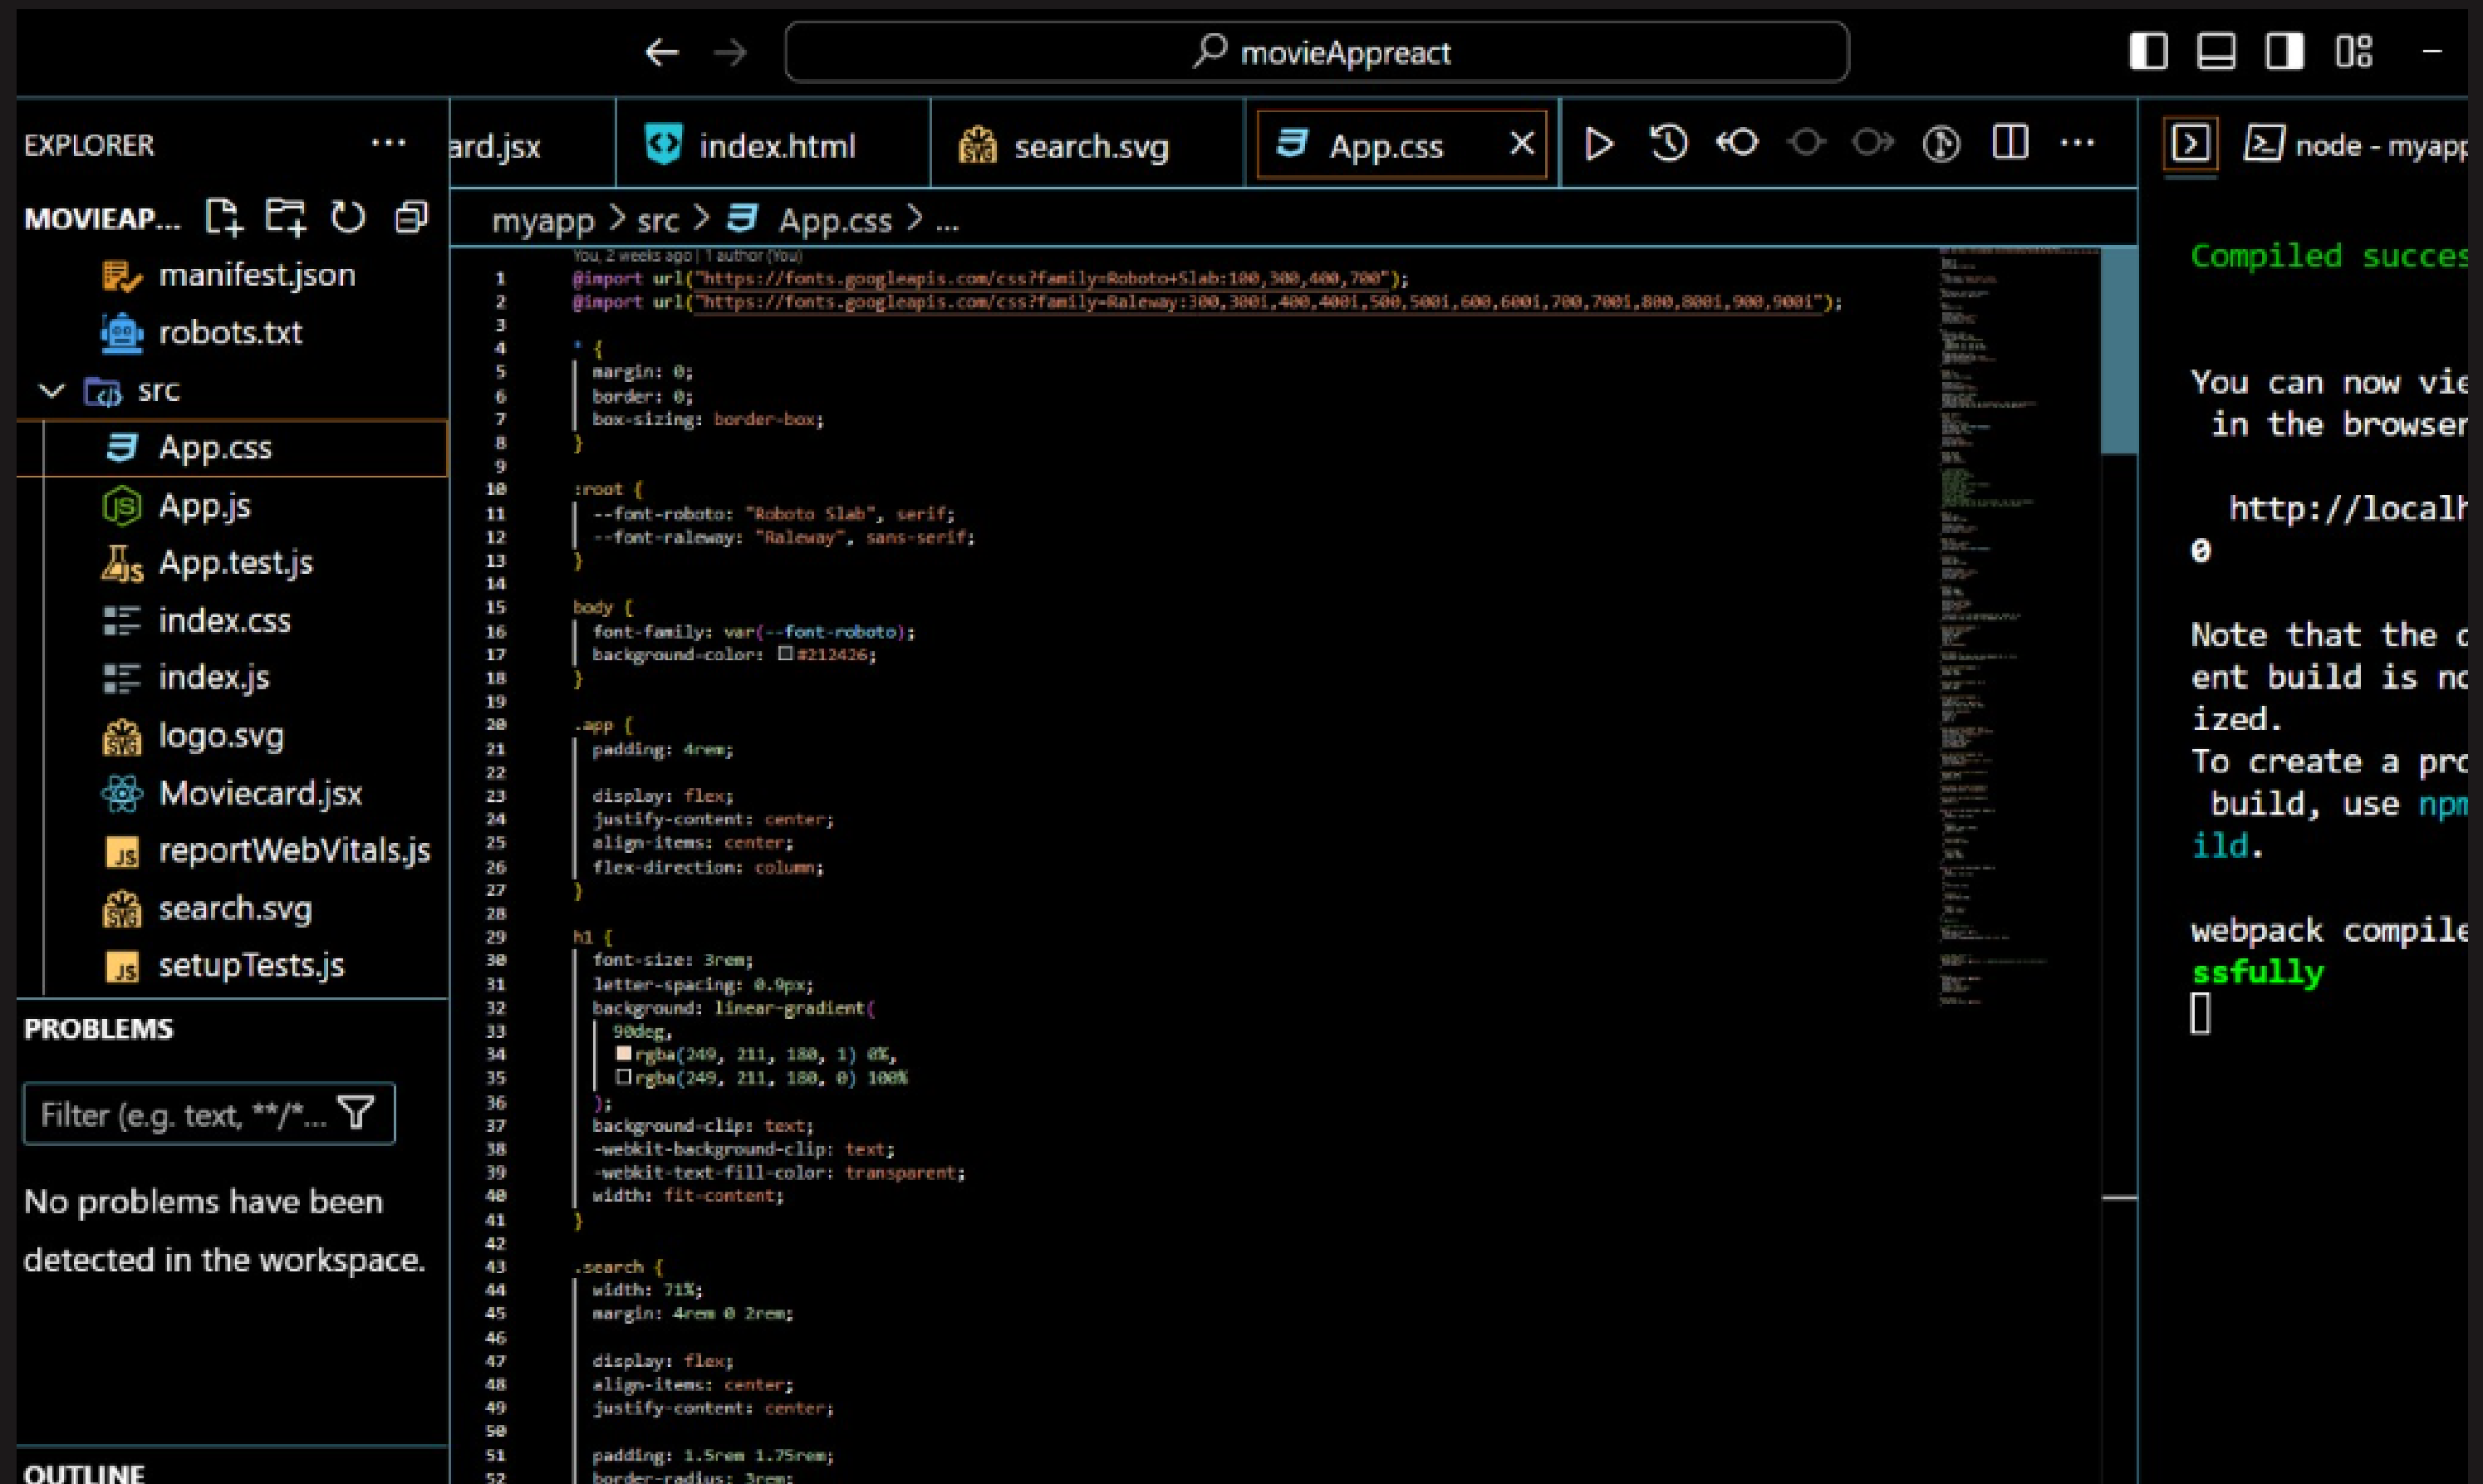 movieAppreact
EXPLORER
MOVIEAP...
manifest.json
robots.txt
src
App.css
App.js
App.test.js
index.css
index.js
logo.svg
Moviecard.jsx
reportWebVitals.js
search.svg
setupTests.js
PROBLEMS
Filter (e.g. text, **/*...
No problems have been
detected in the workspace.
OUTLINE
ard.jsx
index.html
search.svg
App.css
myapp > src > App.css > ...
You, 2 weeks ago | 1 author (You)
1 @import url("https://fonts.googleapis.com/css?family=Roboto+Slab:100,300,400,700");
2 @import url("https://fonts.googleapis.com/css?family=Raleway:300,300i,400,400i,500,500i,600,600i,700,700i,800,800i,900,900i");
3
4 * {
5 margin: 0;
6 border: 0;
7 box-sizing: border-box;
8 }
9
10 :root {
11 --font-roboto: "Roboto Slab", serif;
12 --font-raleway: "Raleway", sans-serif;
13 }
14
15 body {
16 font-family: var(--font-roboto);
17 background-color: #212426;
18 }
19
20 .app {
21 padding: 4rem;
22
23 display: flex;
24 justify-content: center;
25 align-items: center;
26 flex-direction: column;
27 }
28
29 h1 {
30 font-size: 3rem;
31 letter-spacing: 0.9px;
32 background: linear-gradient(
33 90deg,
34 rgba(249, 211, 180, 1) 0%,
35 rgba(249, 211, 180, 0) 100%
36 );
37 background-clip: text;
38 -webkit-background-clip: text;
39 -webkit-text-fill-color: transparent;
40 width: fit-content;
41 }
42
43 .search {
44 width: 71%;
45 margin: 4rem 0 2rem;
46
47 display: flex;
48 align-items: center;
49 justify-content: center;
50
51 padding: 1.5rem 1.75rem;
52 border-radius: 3rem;
node - myapp
Compiled succes
You can now vie
in the browser
http://localh
0
Note that the d
ent build is no
ized.
To create a pro
build, use npm
ild.
webpack compile
ssfully